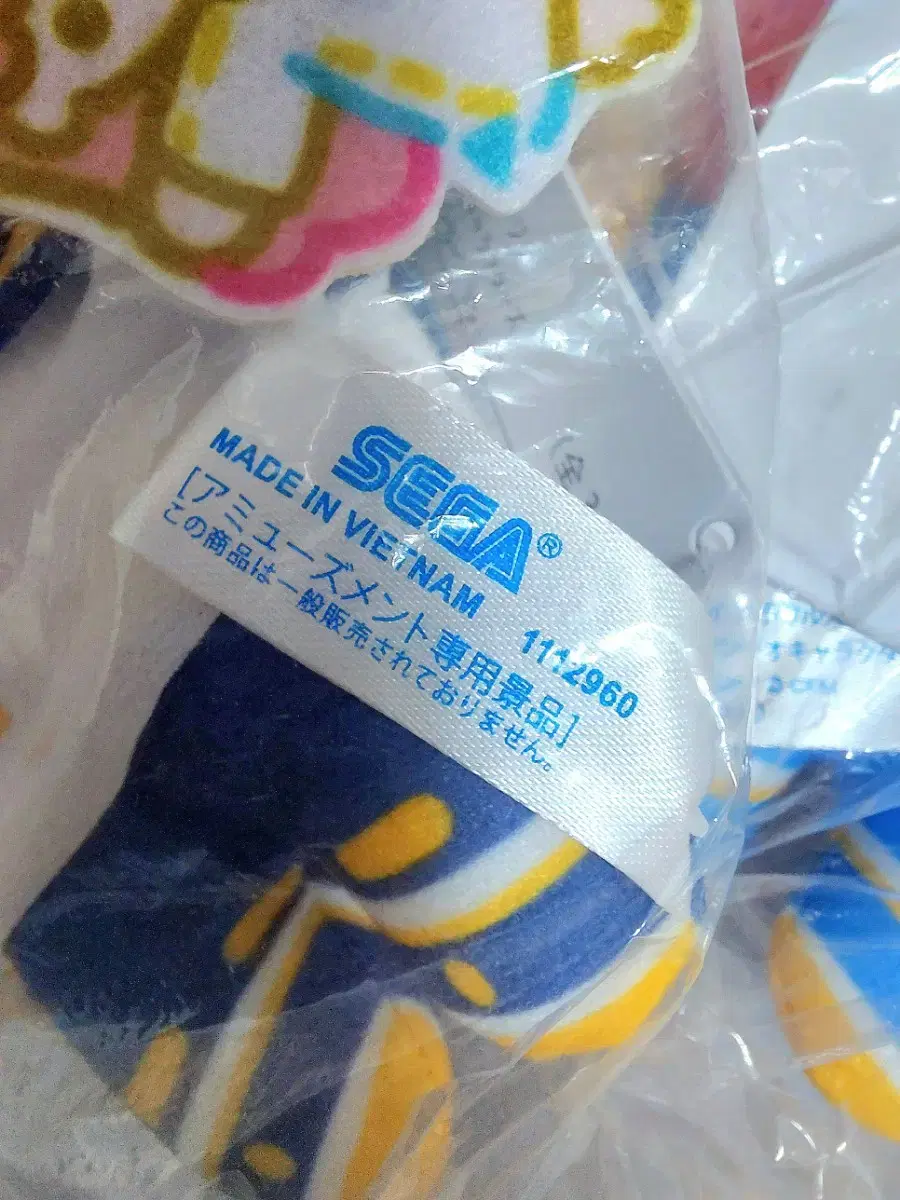 SEGA®
MADE IN VIETNAM 1112960
[アミューズメント専用景品]
この商品は一般販売されておりません。